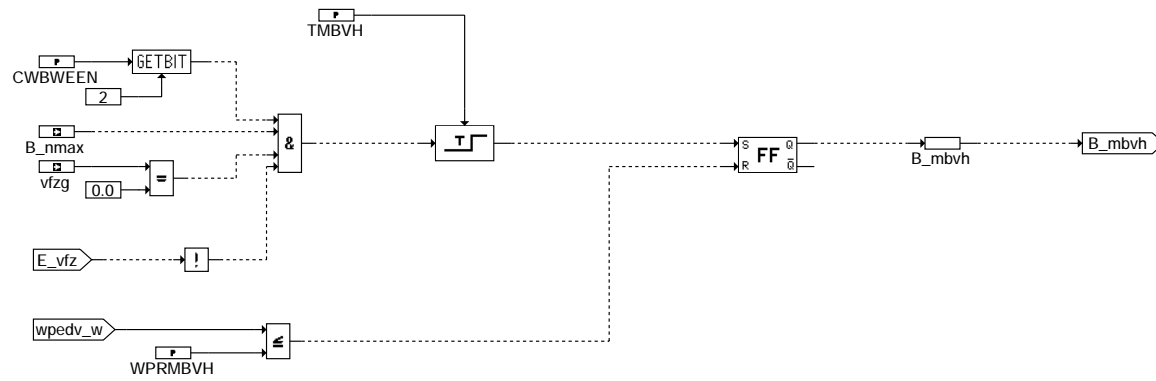 P
TMBVH
P
GETBIT
CWBWEEN
2
B_nmax
&
T
S Q
FF
R Q̅
B_mbvh
B_mbvh
vfzg
=
0.0
E_vfz
!
wpedv_w
≤
P
WPRMBVH